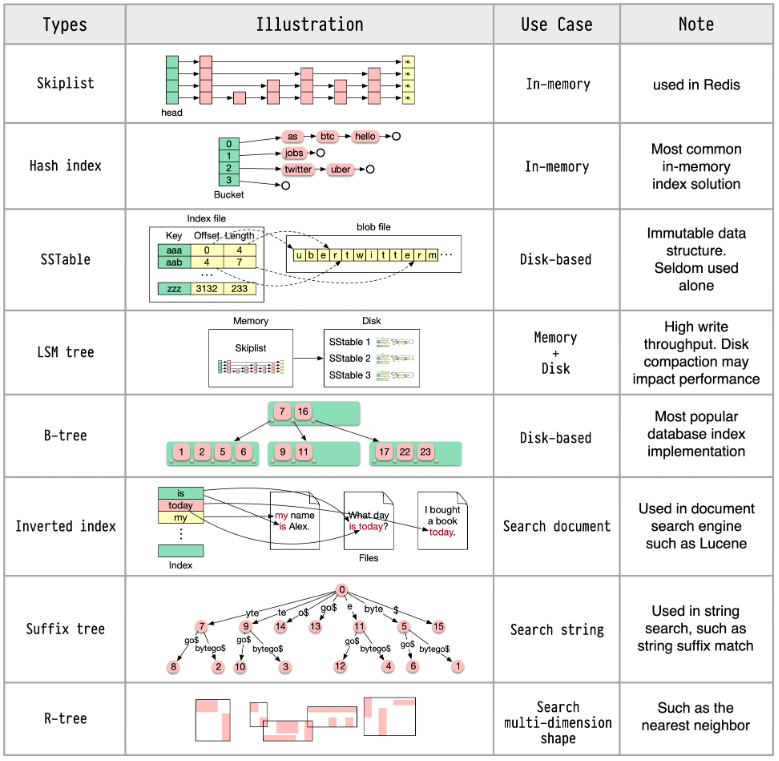 Types
Illustration
Use Case
Note
Skiplist
head
In-memory
used in Redis
Hash index
0
1
2
3
Bucket
as
btc
hello
jobs
twitter
uber
In-memory
Most common
in-memory
index solution
SSTable
Index file
Key Offset Length
aaa 0 4
aab 4 7
...
zzz 3132 233
blob file
u b e r t w i t t e r m ...
Disk-based
Immutable data
structure.
Seldom used
alone
LSM tree
Memory
Skiplist
Disk
SSTable 1
SSTable 2
SSTable 3
Memory
+
Disk
High write
throughput. Disk
compaction may
impact performance
B-tree
7 16
1 2 5 6
9 11
17 22 23
Disk-based
Most popular
database index
implementation
Inverted index
is
today
my
Index
my name
is Alex.
What day
is today?
I bought
a book
today.
Files
Search document
Used in document
search engine
such as Lucene
Suffix tree
0
yte te o$ go$ e byte $
7 9 14 13 11 5 15
go$ bytego$ go$ bytego$ go$ bytego$ go$ bytego$
8 2 10 3 12 4 6 1
Search string
Used in string
search, such as
string suffix match
R-tree
Search
multi-dimension
shape
Such as the
nearest neighbor